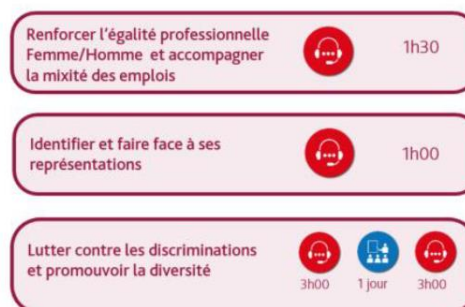 Renforcer l'égalité professionnelle
Femme/Homme et accompagner
la mixité des emplois
1h30
Identifier et faire face à ses
représentations
1h00
Lutter contre les discriminations
et promouvoir la diversité
3h00 1 jour 3h00